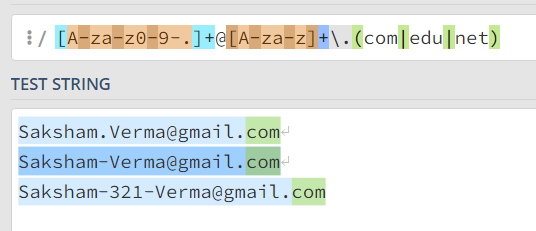 / [A-za-z0-9-.]+@[A-za-z]+\.(com|edu|net)
TEST STRING
Saksham.Verma@gmail.com
Saksham-Verma@gmail.com
Saksham-321-Verma@gmail.com